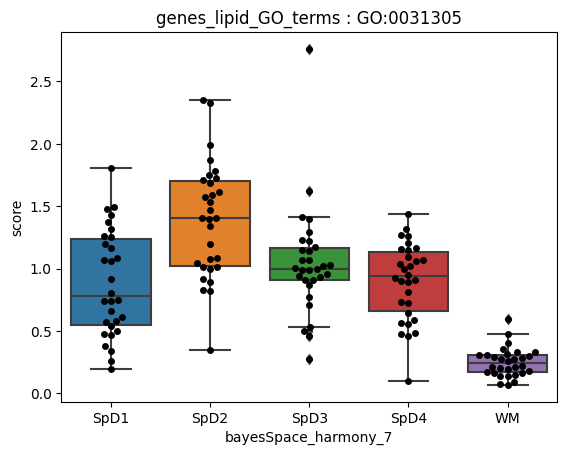 genes_lipid_GO_terms : GO:0031305
score
2.5
2.0
1.5
1.0
0.5
0.0
SpD1 SpD2 SpD3 SpD4 WM
bayesSpace_harmony_7